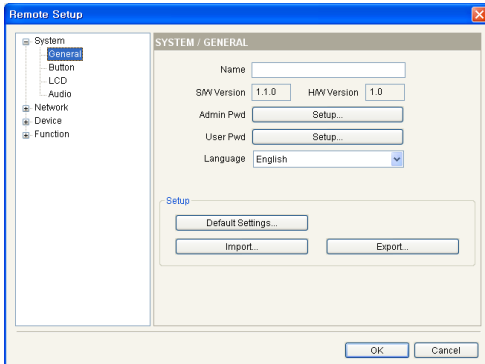 Remote Setup
System
General
Button
LCD
Audio
Network
Device
Function
SYSTEM / GENERAL
Name
S/W Version 1.1.0 H/W Version 1.0
Admin Pwd Setup...
User Pwd Setup...
Language English
Setup
Default Settings...
Import... Export...
OK Cancel